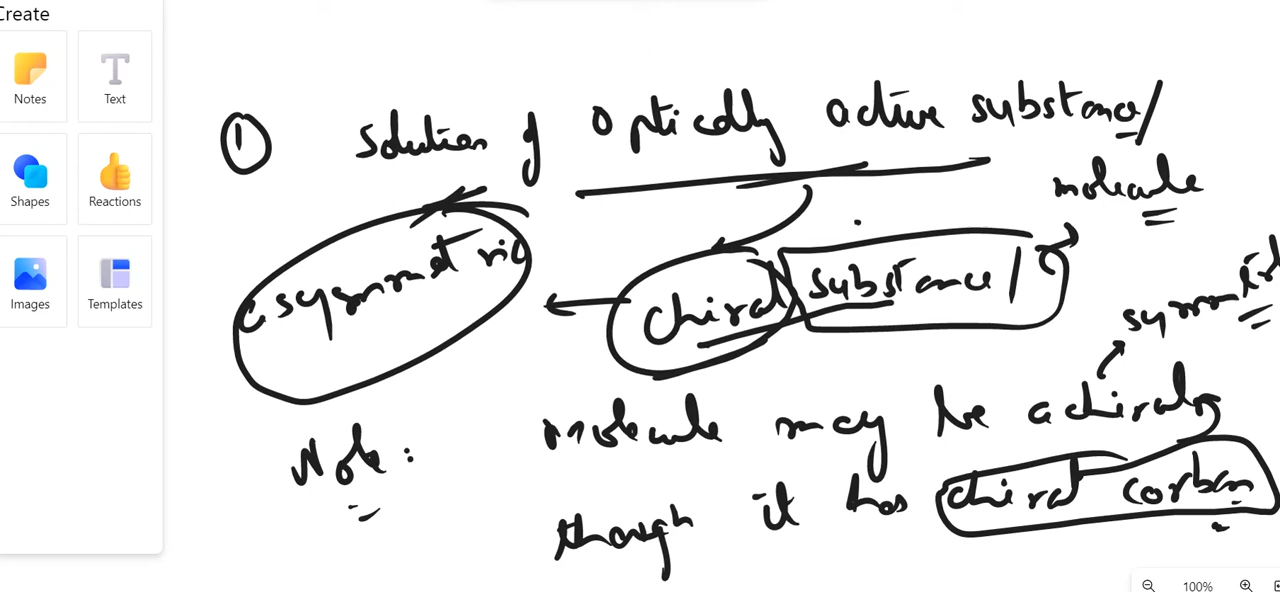 Create
Notes
Text
Shapes
Reactions
Images
Templates
① Solution of optically active substance/
molecule
asymmetric
chiral substance/
symmet
Note: molecule may be achiral
though it has chiral carbon
100%